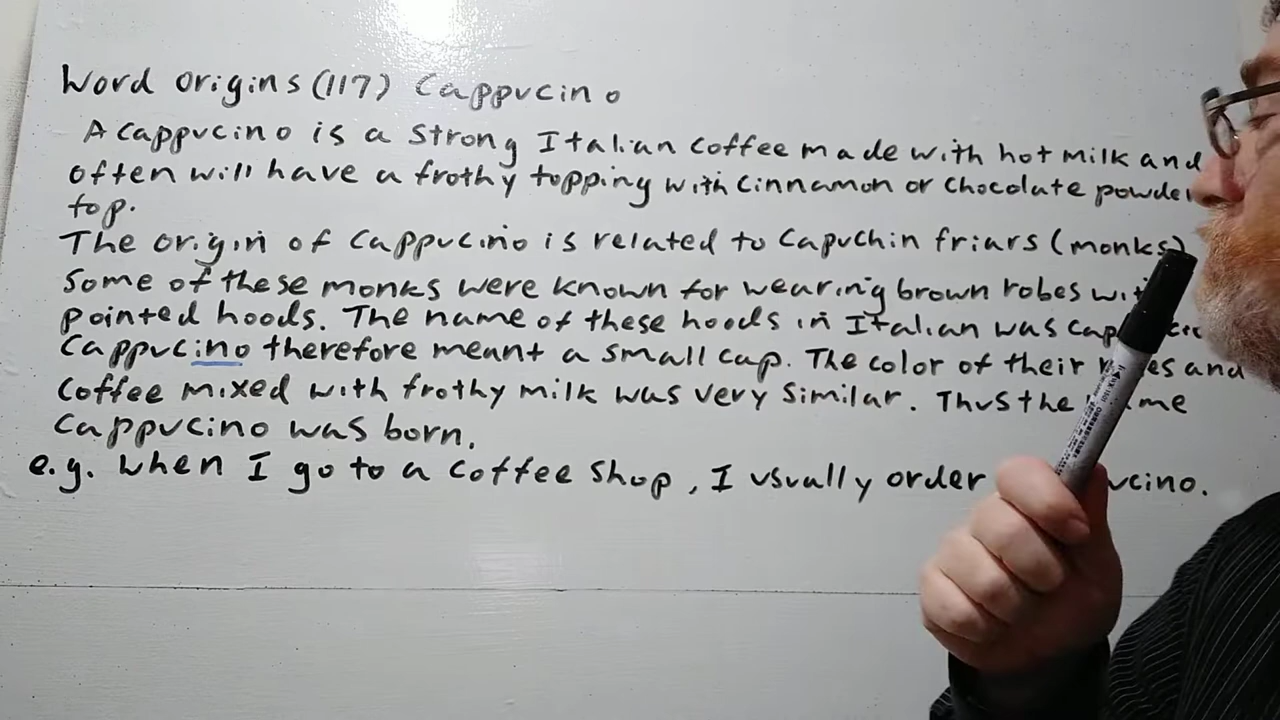 Word Origins (117) Cappucino
A cappucino is a strong Italian coffee made with hot milk and
often will have a frothy topping with cinnamon or chocolate powder
top.
The origin of cappucino is related to Capuchin friars (monks)
Some of these monks were known for wearing brown robes
pointed hoods. The name of these hoods in Italian was
Cappucino therefore meant a small cap. The color of their and
coffee mixed with frothy milk was very similar. Thus the
Cappucino was born.
e.g. When I go to a coffee shop, I usually order